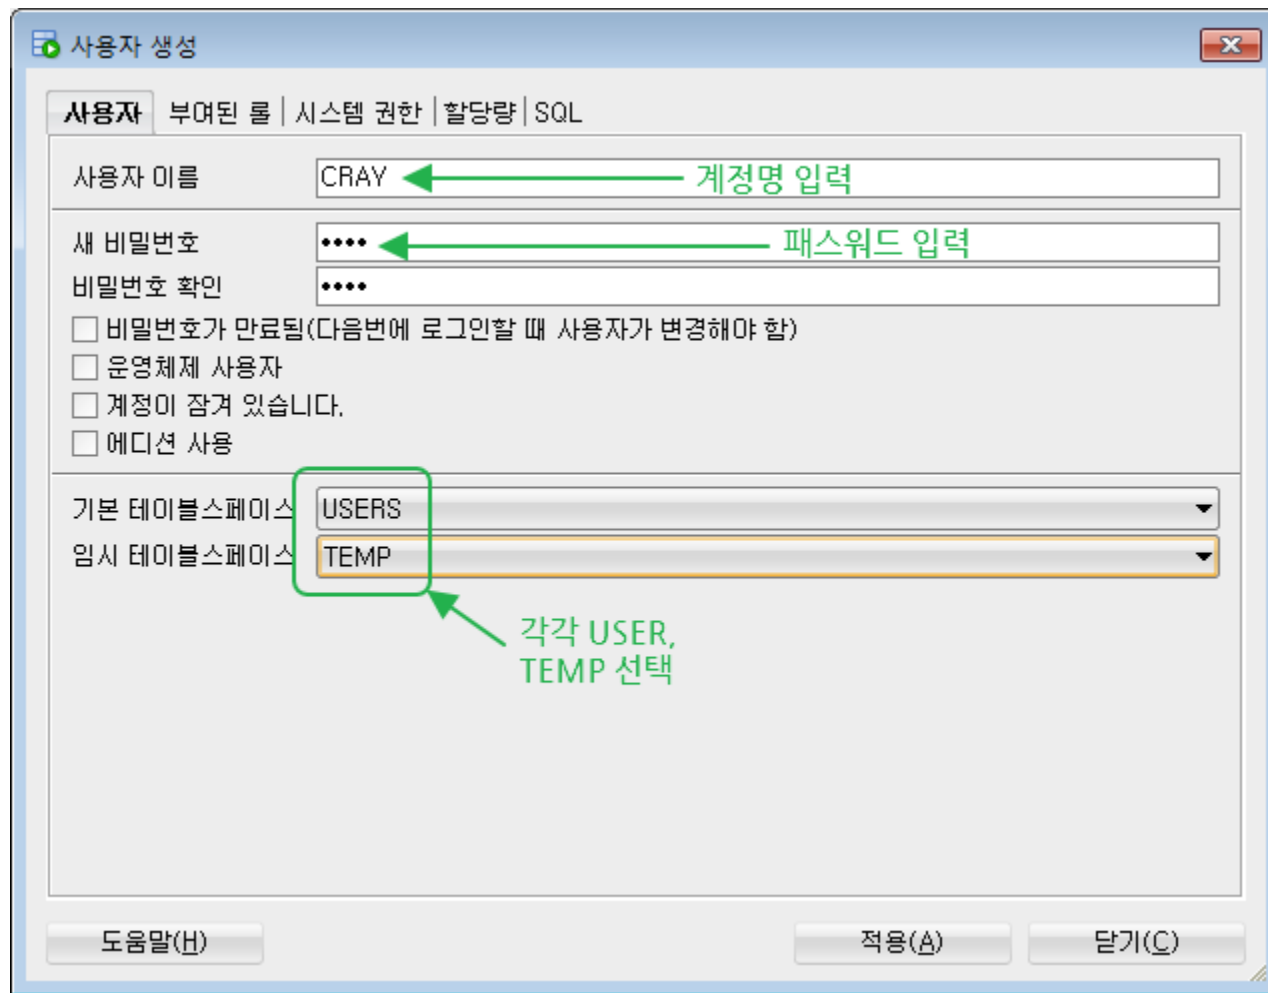 사용자 생성
사용자 부여된 롤 시스템 권한 할당량 SQL
사용자 이름 CRAY 계정명 입력
새 비밀번호 •••• 패스워드 입력
비밀번호 확인 ••••
비밀번호가 만료됨(다음번에 로그인할 때 사용자가 변경해야 함)
운영체제 사용자
계정이 잠겨 있습니다.
에디션 사용
기본 테이블스페이스 USERS
임시 테이블스페이스 TEMP
각각 USER,
TEMP 선택
도움말(H) 적용(A) 닫기(C)